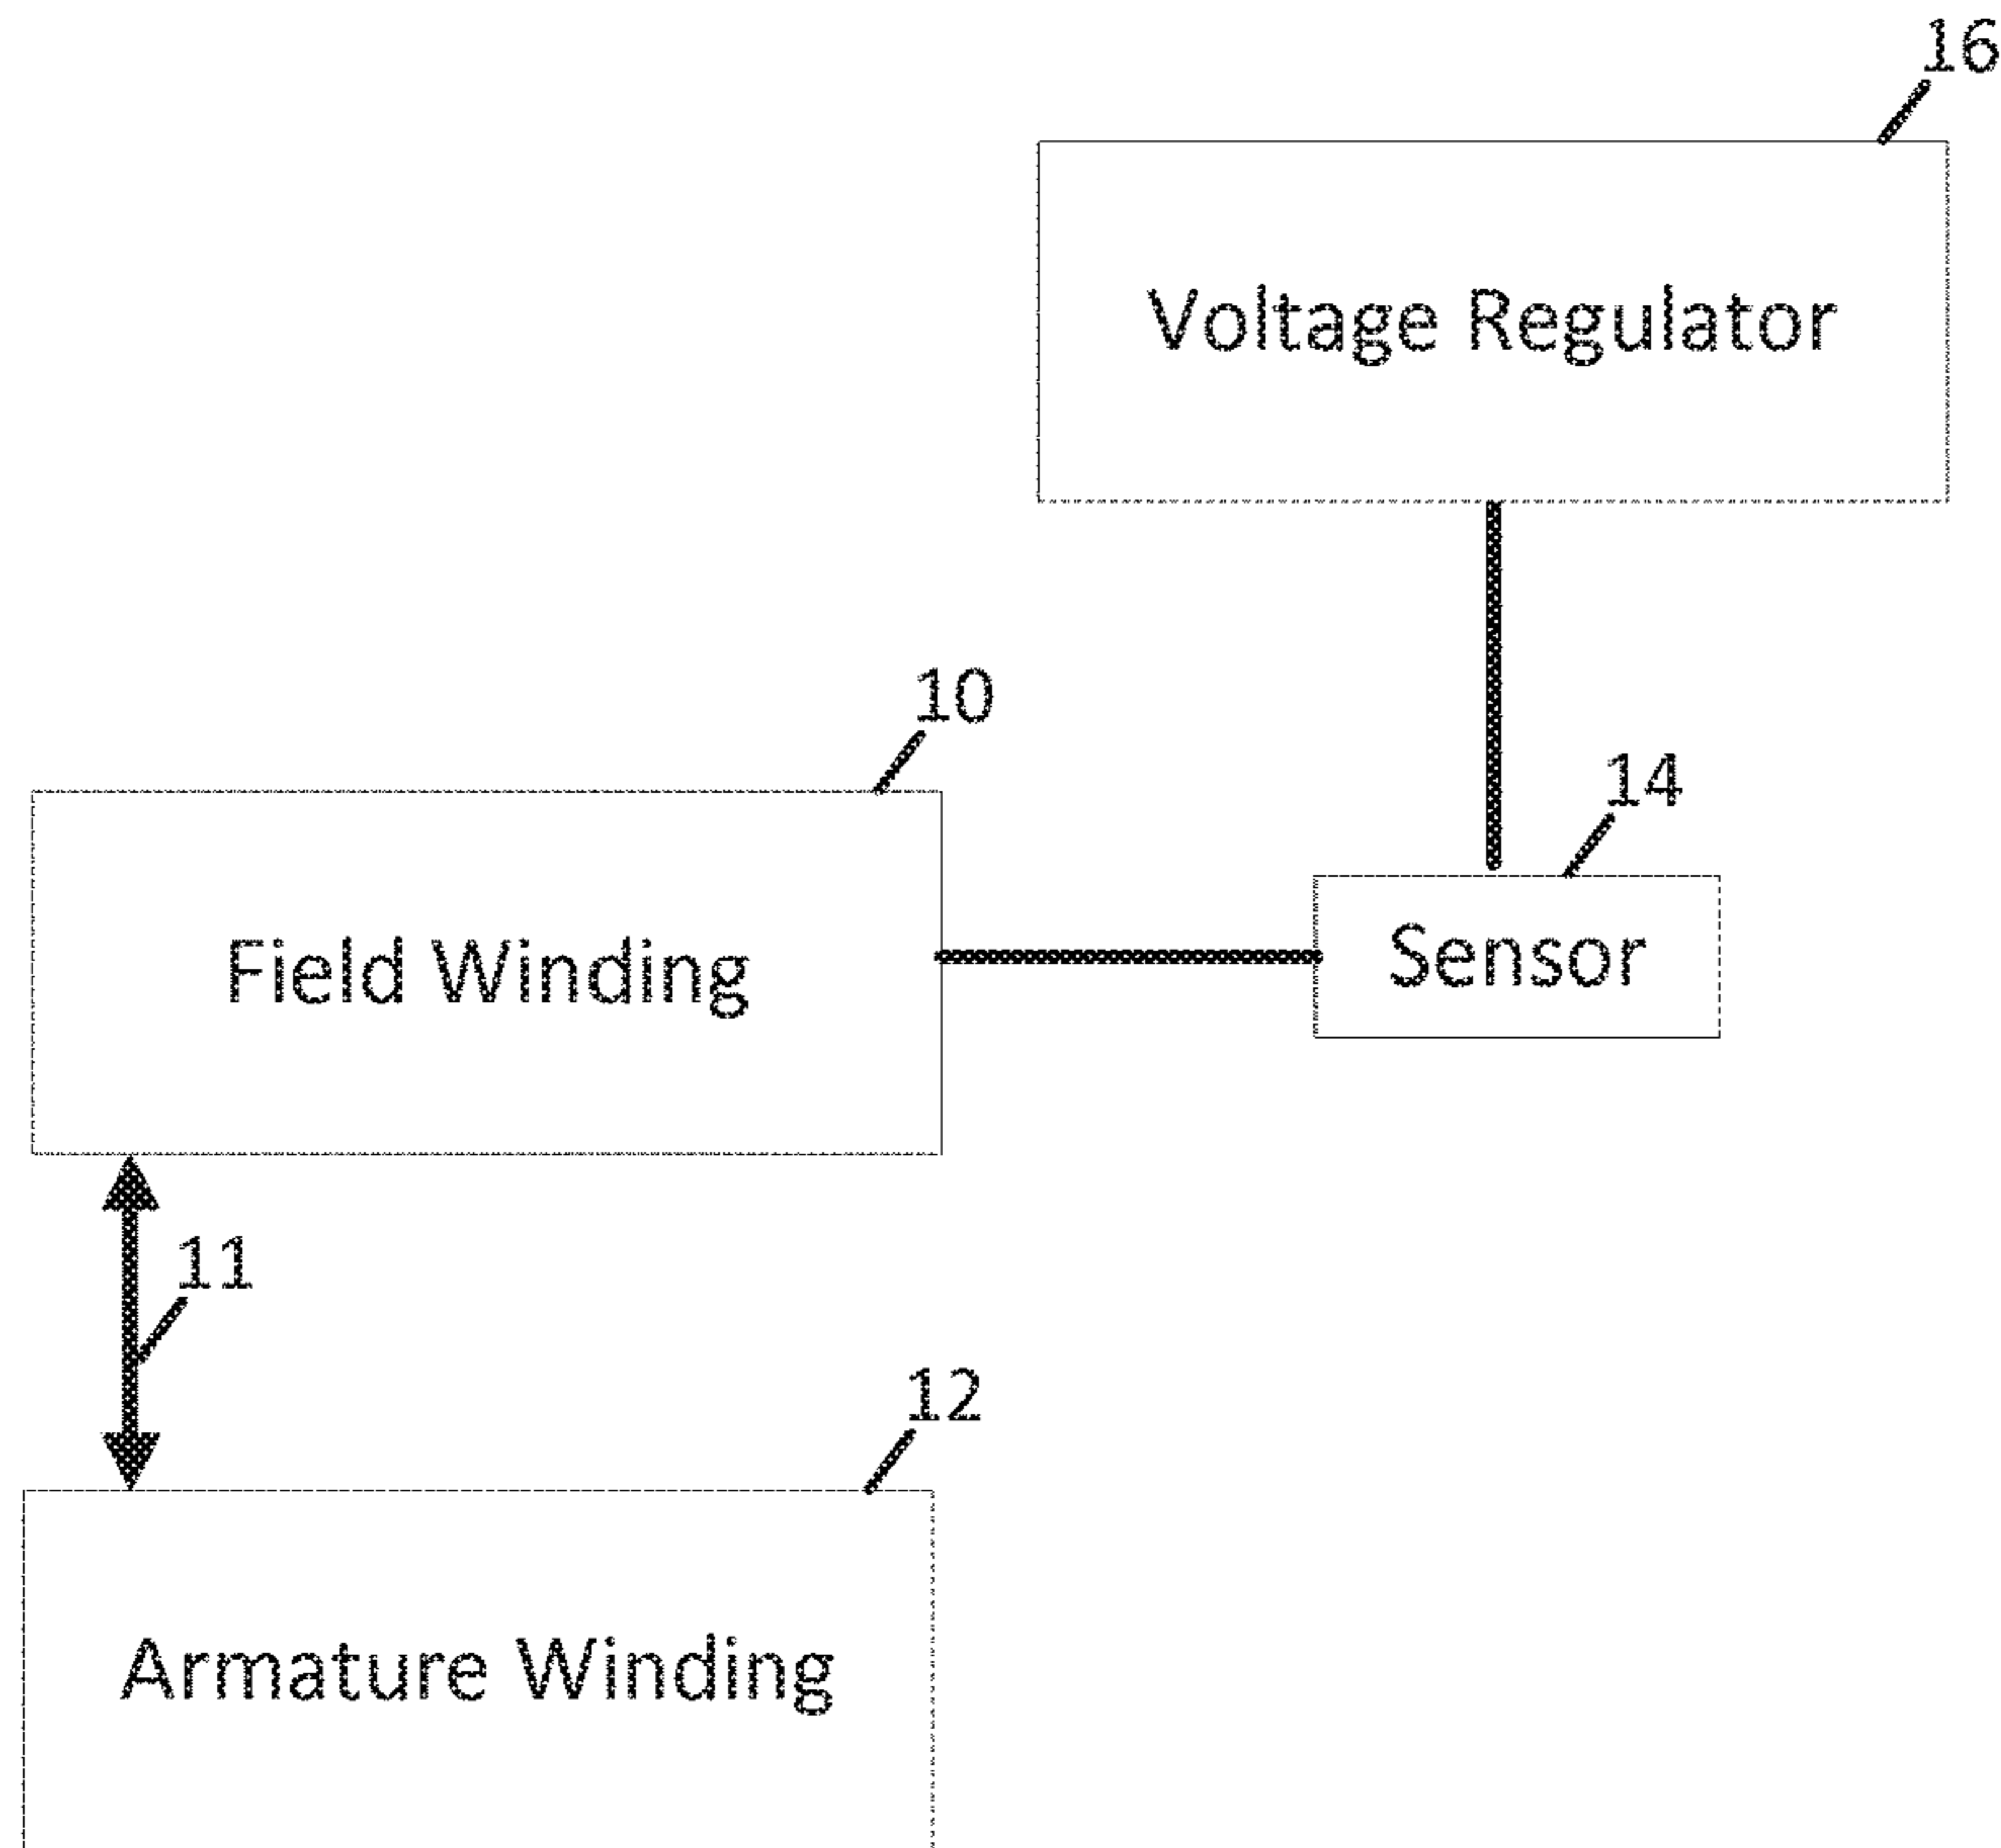 16
Voltage Regulator
10
14
Field Winding
Sensor
11
12
Armature Winding